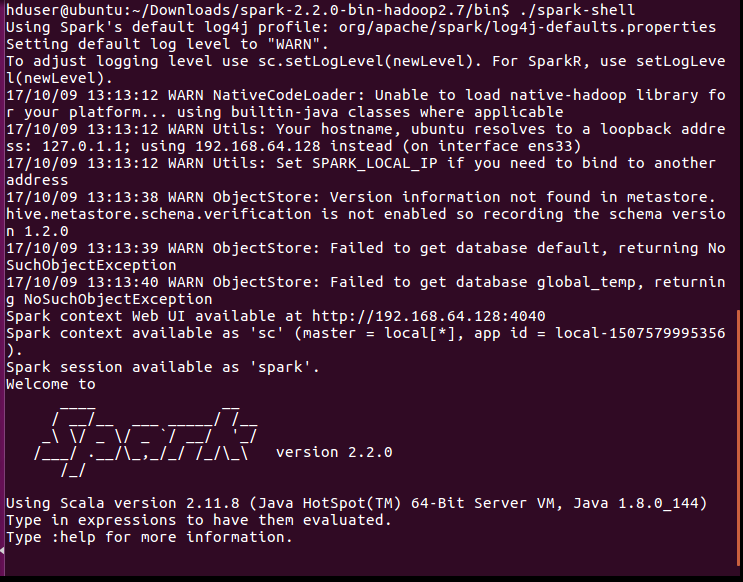 hduser@ubuntu:~/Downloads/spark-2.2.0-bin-hadoop2.7/bin$ ./spark-shell
Using Spark's default log4j profile: org/apache/spark/log4j-defaults.properties
Setting default log level to "WARN".
To adjust logging level use sc.setLogLevel(newLevel). For SparkR, use setLogLeve
l(newLevel).
17/10/09 13:13:12 WARN NativeCodeLoader: Unable to load native-hadoop library fo
r your platform... using builtin-java classes where applicable
17/10/09 13:13:12 WARN Utils: Your hostname, ubuntu resolves to a loopback addre
ss: 127.0.1.1; using 192.168.64.128 instead (on interface ens33)
17/10/09 13:13:12 WARN Utils: Set SPARK_LOCAL_IP if you need to bind to another
address
17/10/09 13:13:38 WARN ObjectStore: Version information not found in metastore.
hive.metastore.schema.verification is not enabled so recording the schema versio
n 1.2.0
17/10/09 13:13:39 WARN ObjectStore: Failed to get database default, returning No
SuchObjectException
17/10/09 13:13:40 WARN ObjectStore: Failed to get database global_temp, returnin
g NoSuchObjectException
Spark context Web UI available at http://192.168.64.128:4040
Spark context available as 'sc' (master = local[*], app id = local-1507579995356
).
Spark session available as 'spark'.
Welcome to
      ____              __
     / __/__  ___ _____/ /__
    _\ \/ _ \/ _ `/ __/  '_/
   /___/ .__/\_,_/_/ /_/\_\   version 2.2.0
      /_/
Using Scala version 2.11.8 (Java HotSpot(TM) 64-Bit Server VM, Java 1.8.0_144)
Type in expressions to have them evaluated.
Type :help for more information.